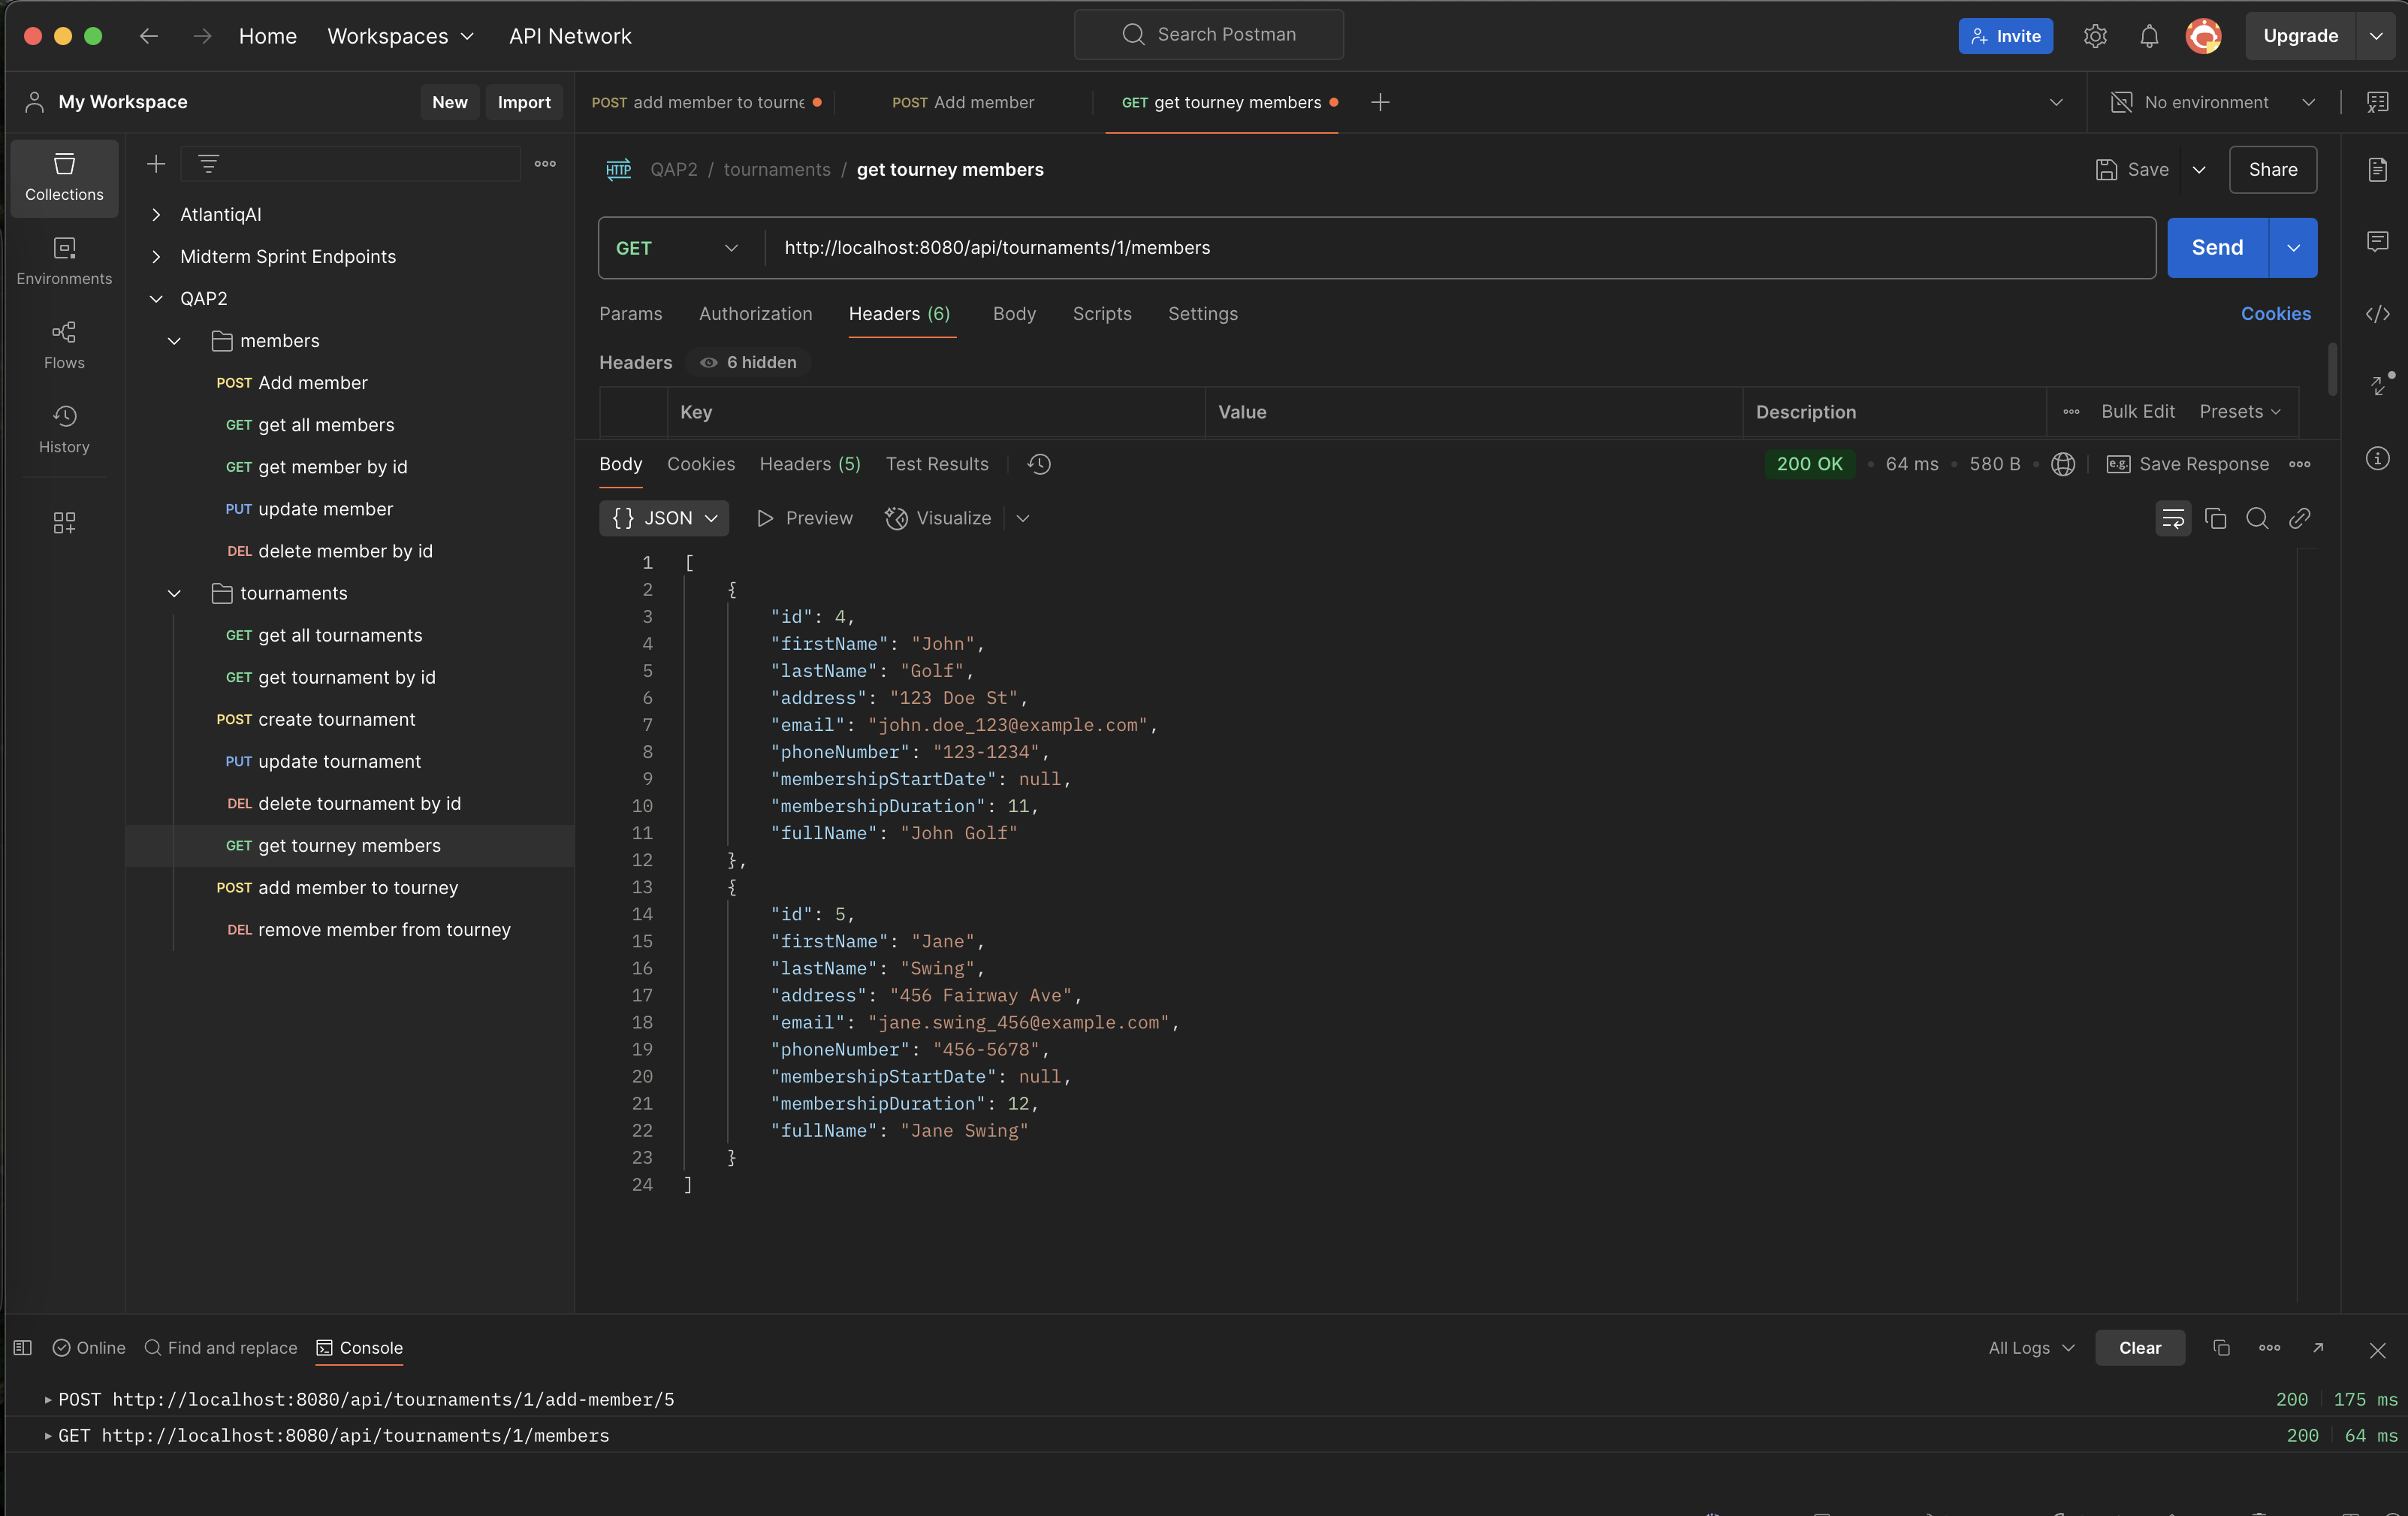 Home Workspaces API Network Search Postman Invite Upgrade
My Workspace New Import POST add member to tourne POST Add member GET get tourney members No environment
Collections
Environments
Flows
History
AtlantiqAI
Midterm Sprint Endpoints
QAP2
members
POST Add member
GET get all members
GET get member by id
PUT update member
DEL delete member by id
tournaments
GET get all tournaments
GET get tournament by id
POST create tournament
PUT update tournament
DEL delete tournament by id
GET get tourney members
POST add member to tourney
DEL remove member from tourney
HTTP QAP2 / tournaments / get tourney members Save Share
GET http://localhost:8080/api/tournaments/1/members Send
Params Authorization Headers (6) Body Scripts Settings Cookies
Headers 6 hidden
Key Value Description Bulk Edit Presets
Body Cookies Headers (5) Test Results 200 OK • 64 ms • 580 B • e.g. Save Response
{} JSON Preview Visualize
1 [
2 {
3 "id": 4,
4 "firstName": "John",
5 "lastName": "Golf",
6 "address": "123 Doe St",
7 "email": "john.doe_123@example.com",
8 "phoneNumber": "123-1234",
9 "membershipStartDate": null,
10 "membershipDuration": 11,
11 "fullName": "John Golf"
12 },
13 {
14 "id": 5,
15 "firstName": "Jane",
16 "lastName": "Swing",
17 "address": "456 Fairway Ave",
18 "email": "jane.swing_456@example.com",
19 "phoneNumber": "456-5678",
20 "membershipStartDate": null,
21 "membershipDuration": 12,
22 "fullName": "Jane Swing"
23 }
24 ]
Online Find and replace Console All Logs Clear
POST http://localhost:8080/api/tournaments/1/add-member/5 200 175 ms
GET http://localhost:8080/api/tournaments/1/members 200 64 ms